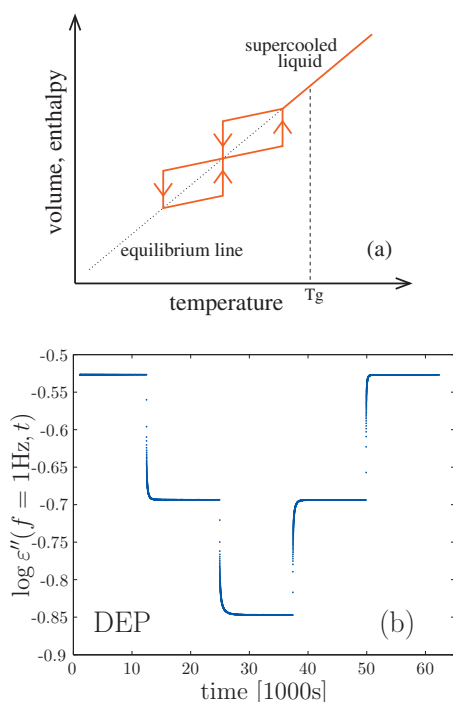 supercooled
liquid
volume, enthalpy
equilibrium line
(a)
Tg
temperature
-0.5
-0.55
-0.6
-0.65
-0.7
-0.75
-0.8
-0.85
-0.9
log ε′′(f = 1Hz, t)
DEP
(b)
0 10 20 30 40 50 60
time [1000s]